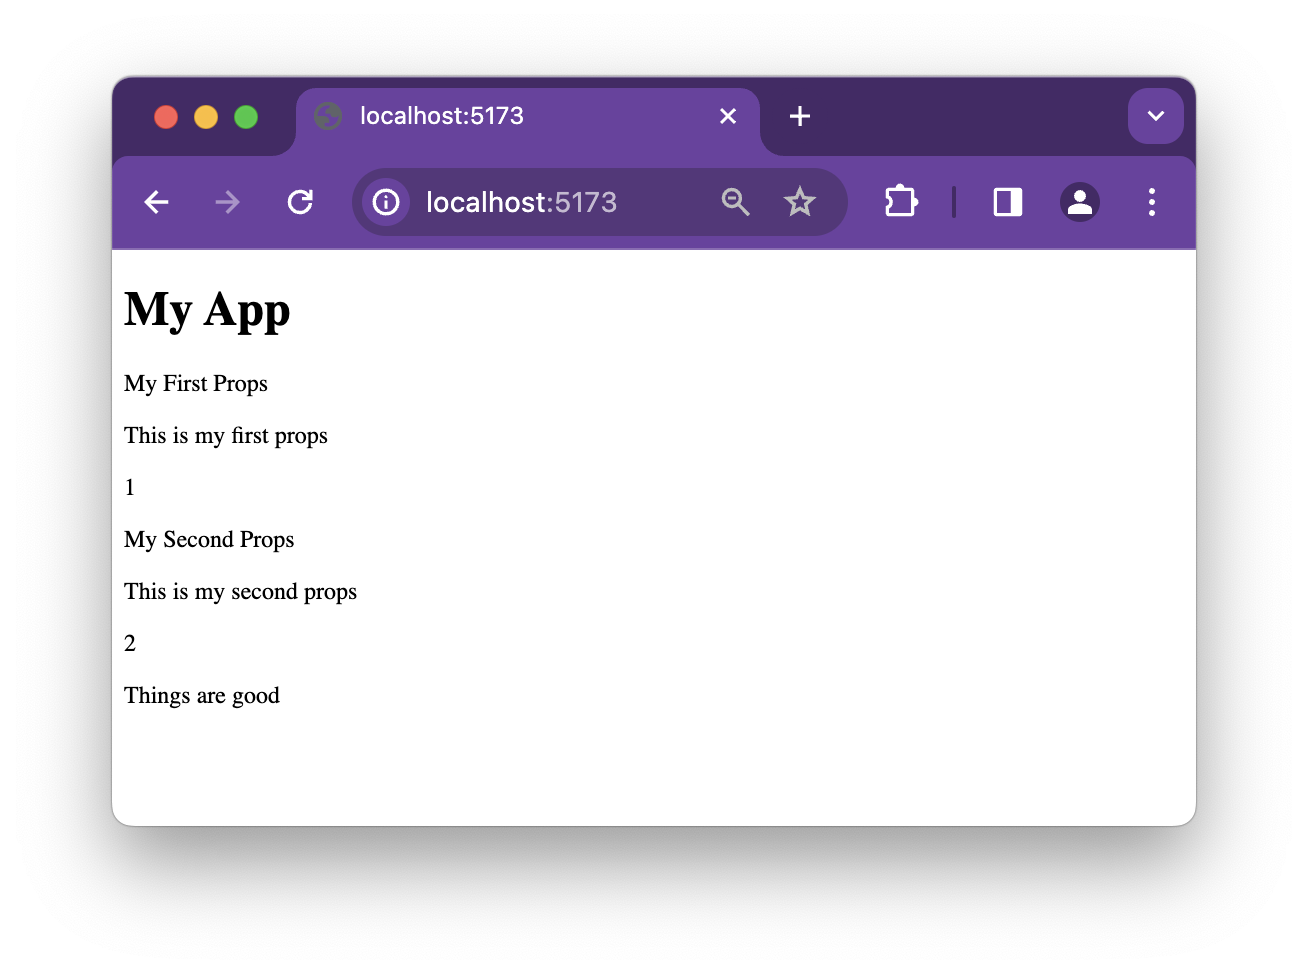 localhost:5173
localhost:5173
My App
My First Props
This is my first props
1
My Second Props
This is my second props
2
Things are good